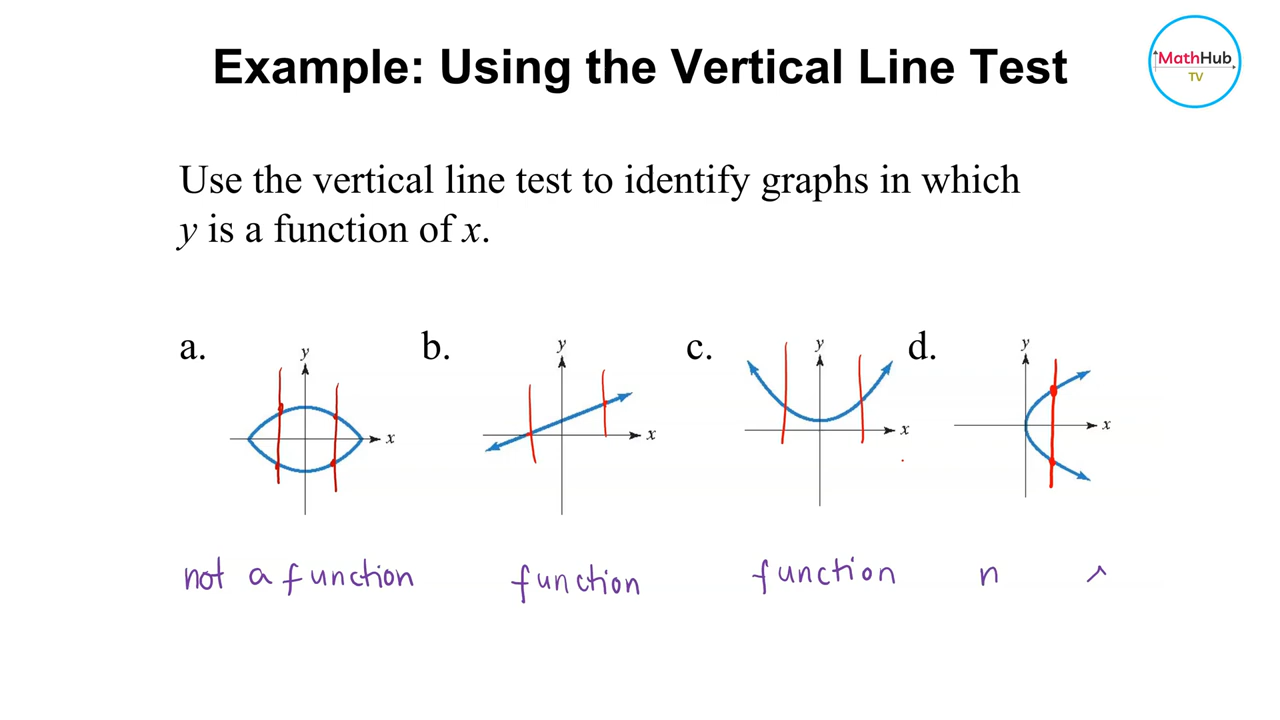 Example: Using the Vertical Line Test
MathHub
TV
Use the vertical line test to identify graphs in which
y is a function of x.
a. b. c. d.
y y y y
x x x x
not a function function function n